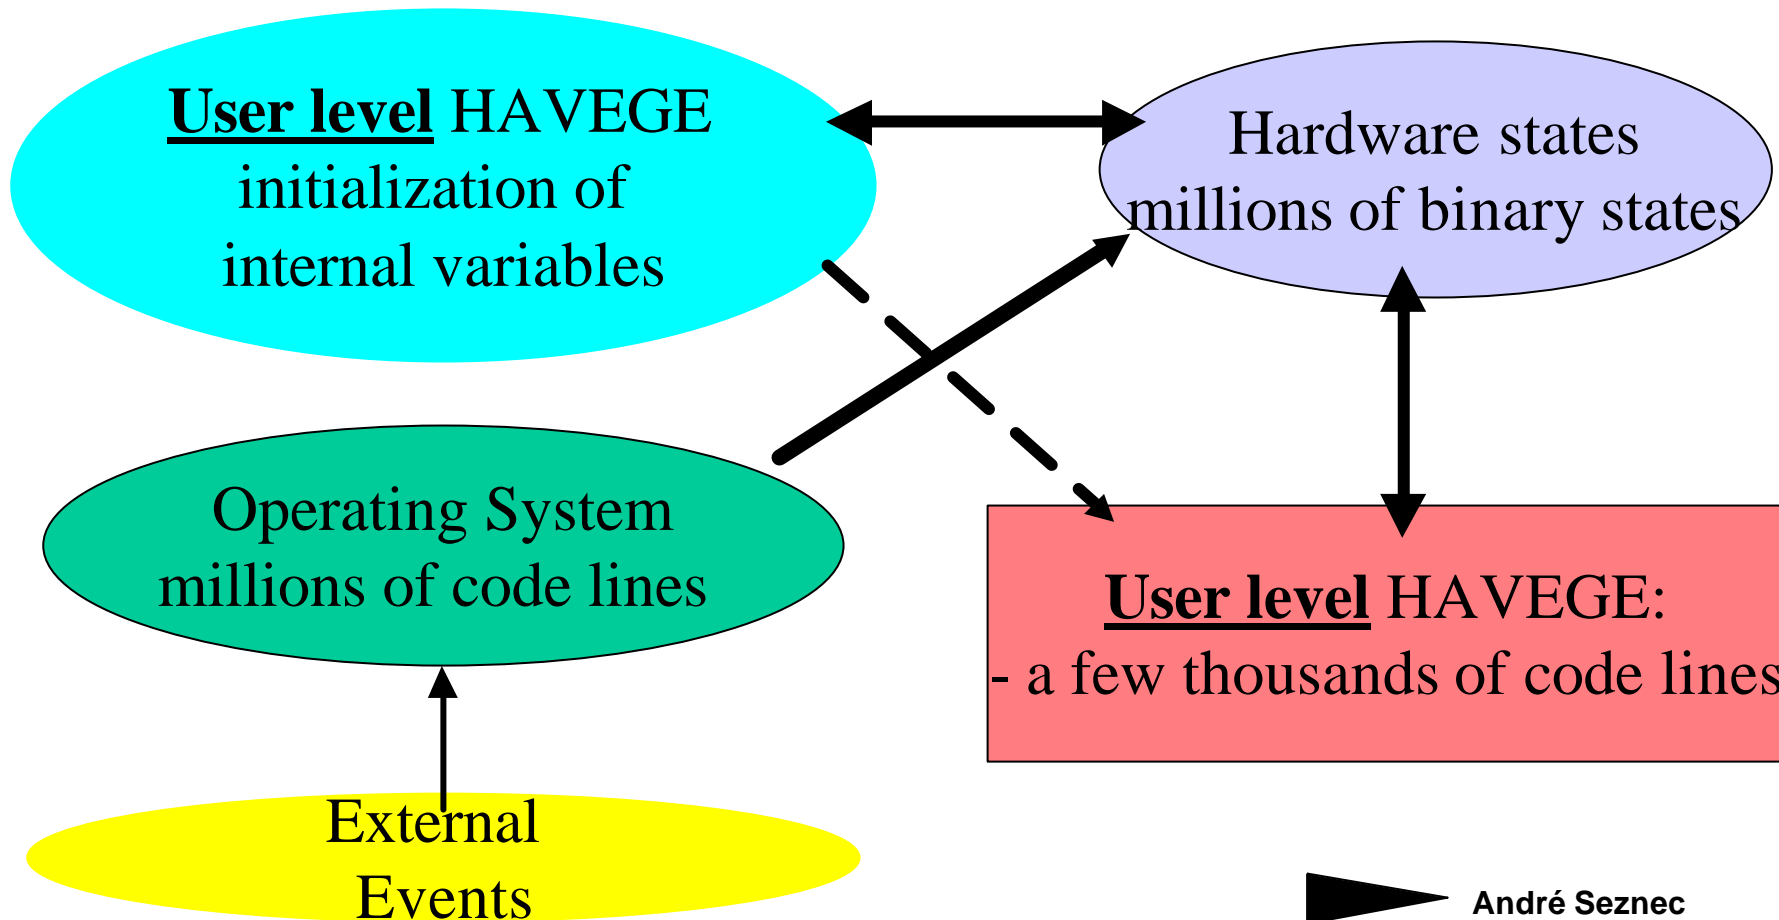 User level HAVEGE
initialization of
internal variables
Hardware states
millions of binary states
Operating System
millions of code lines
User level HAVEGE:
- a few thousands of code lines
External
Events
André Seznec